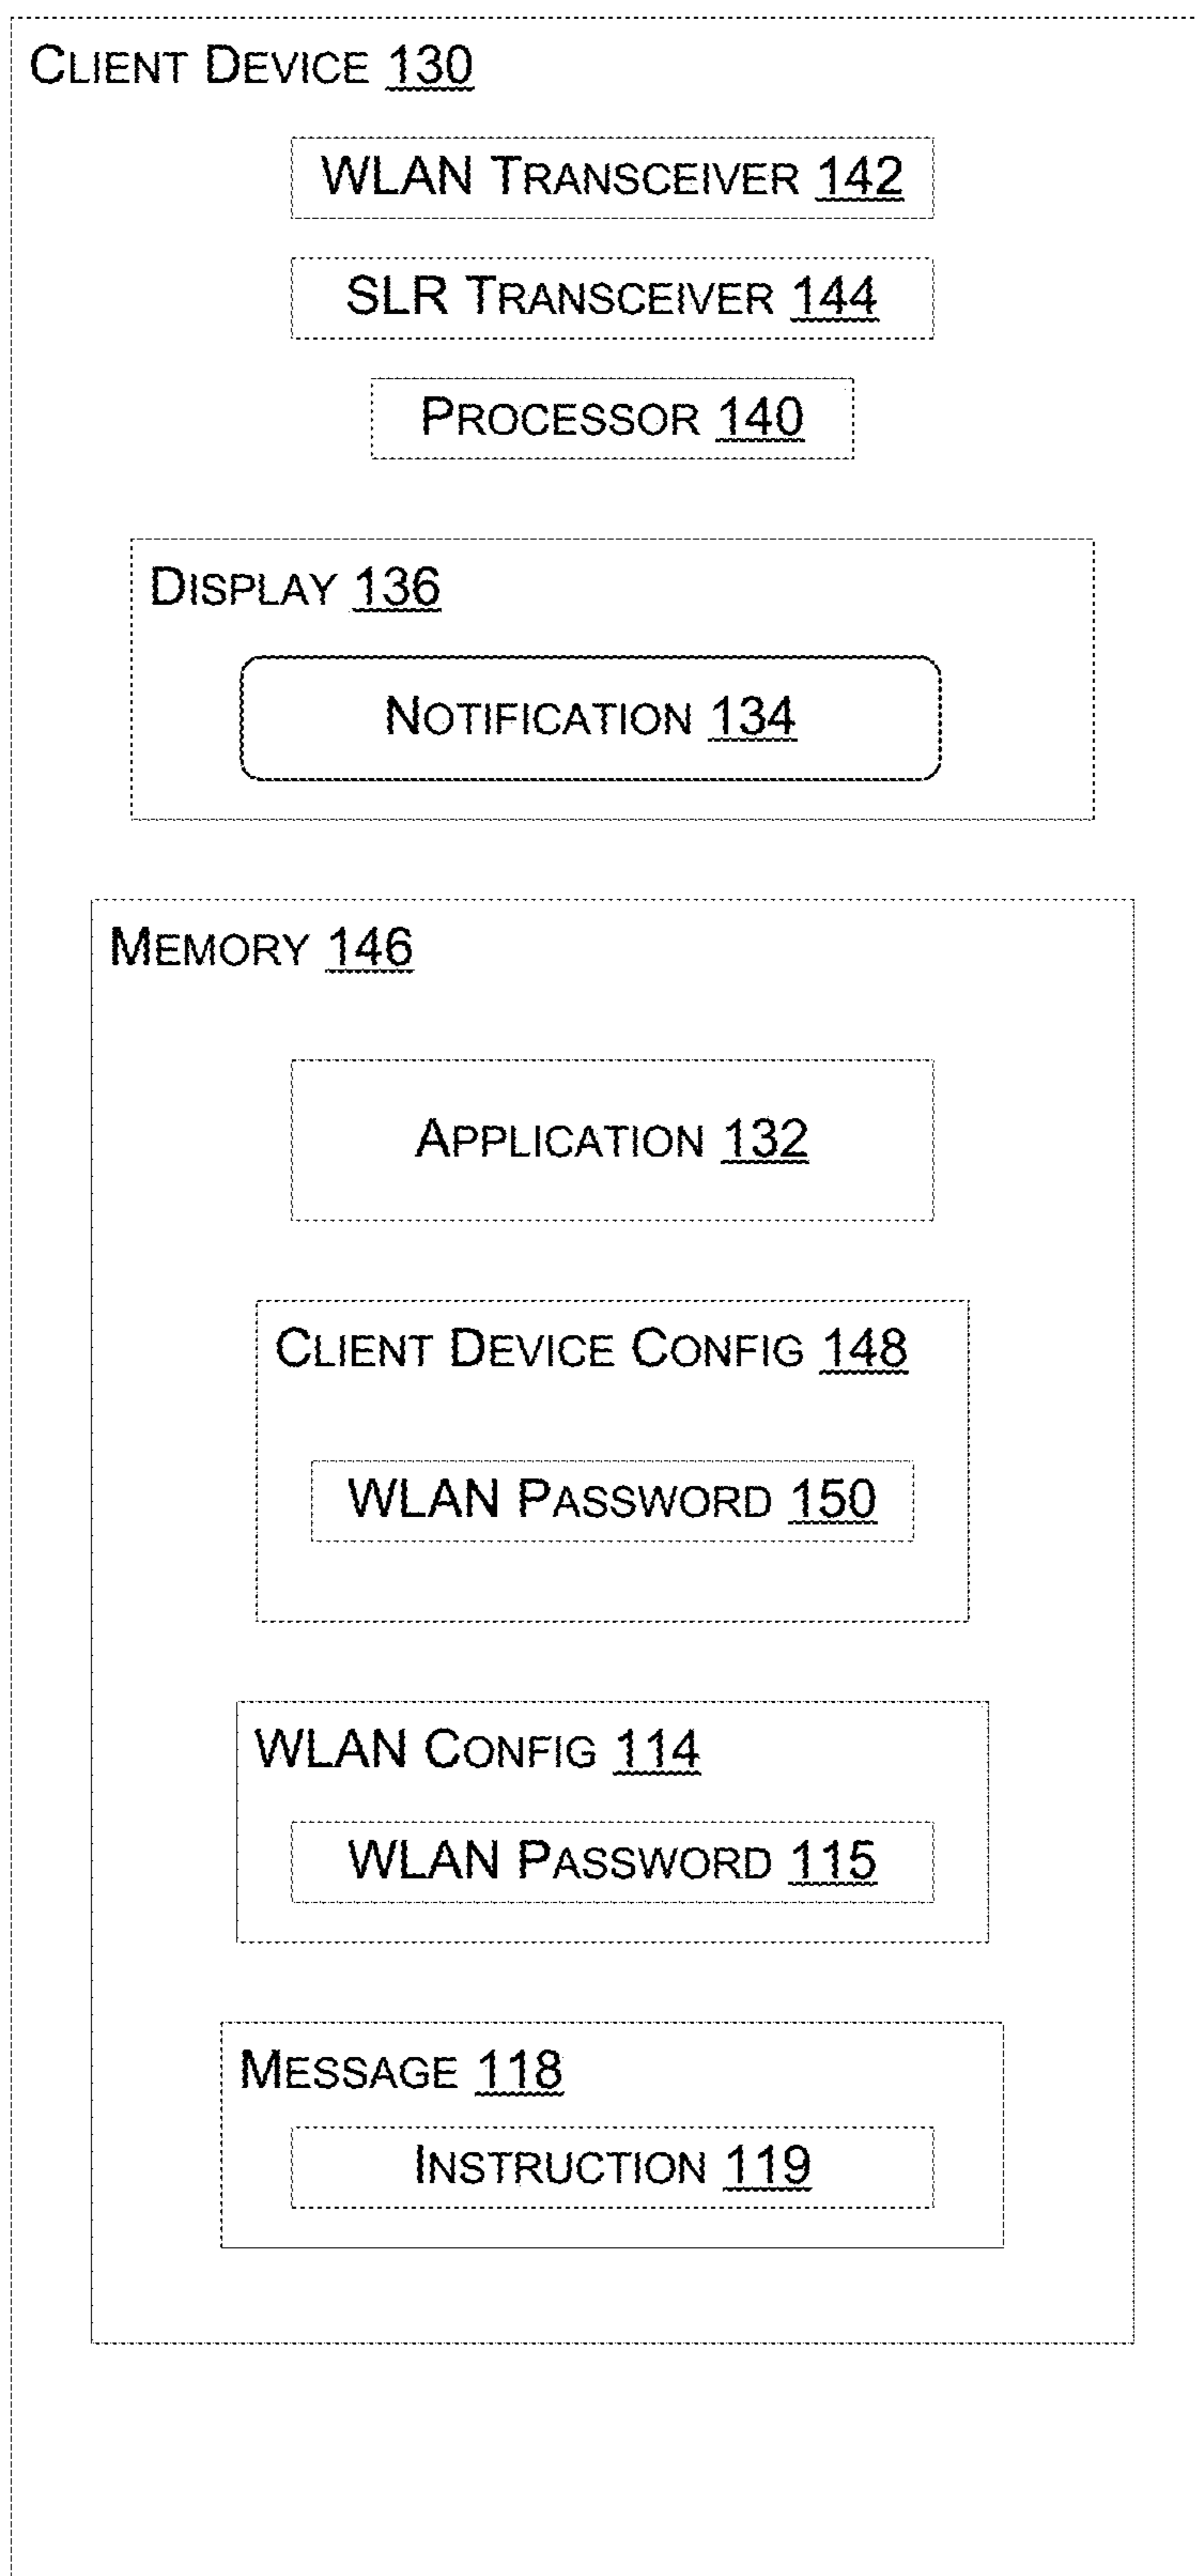 CLIENT DEVICE 130
WLAN TRANSCEIVER 142
SLR TRANSCEIVER 144
PROCESSOR 140
DISPLAY 136
NOTIFICATION 134
MEMORY 146
APPLICATION 132
CLIENT DEVICE CONFIG 148
WLAN PASSWORD 150
WLAN CONFIG 114
WLAN PASSWORD 115
MESSAGE 118
INSTRUCTION 119